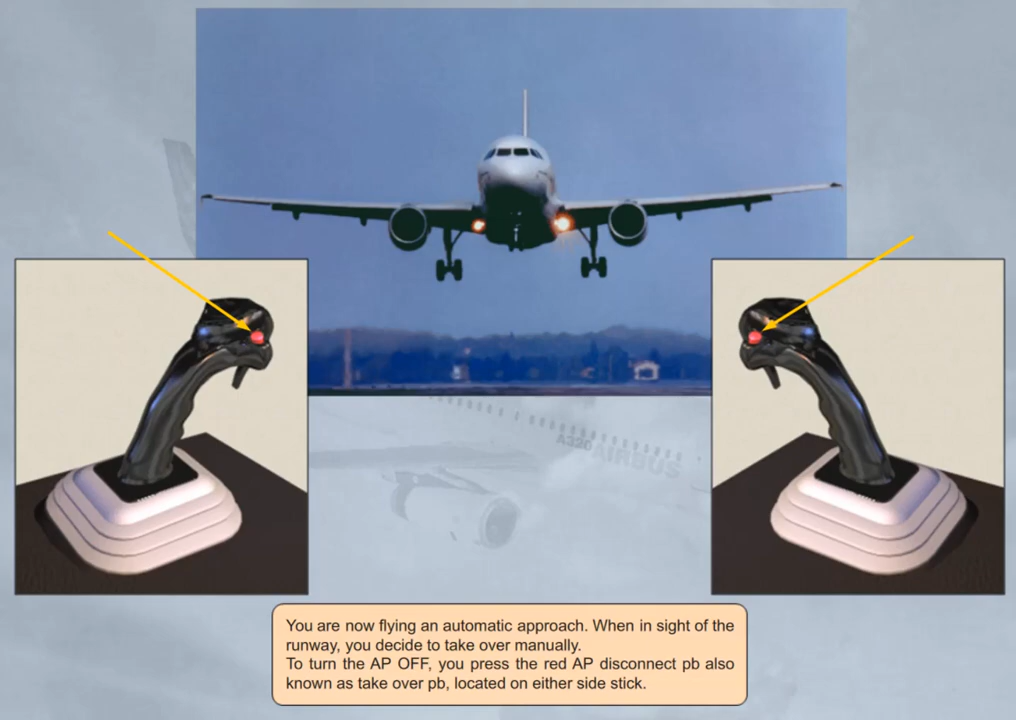 A320 AIRBUS
You are now flying an automatic approach. When in sight of the
runway, you decide to take over manually.
To turn the AP OFF, you press the red AP disconnect pb also
known as take over pb, located on either side stick.